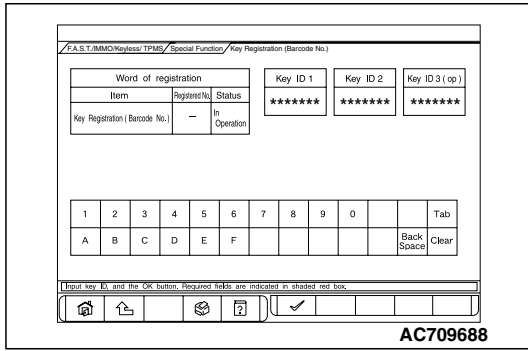 F.A.S.T./IMMO/Keyless/ TPMS/ Special Function/ Key Registration (Barcode No.)
Word of registration
Item Registered No. Status
Key Registration ( Barcode No. ) – In Operation
Key ID 1 Key ID 2 Key ID 3 ( op )
******* ******* *******
1 2 3 4 5 6 7 8 9 0 Tab
A B C D E F Back Space Clear
Input key ID, and the OK button. Required fields are indicated in shaded red box.
?
AC709688